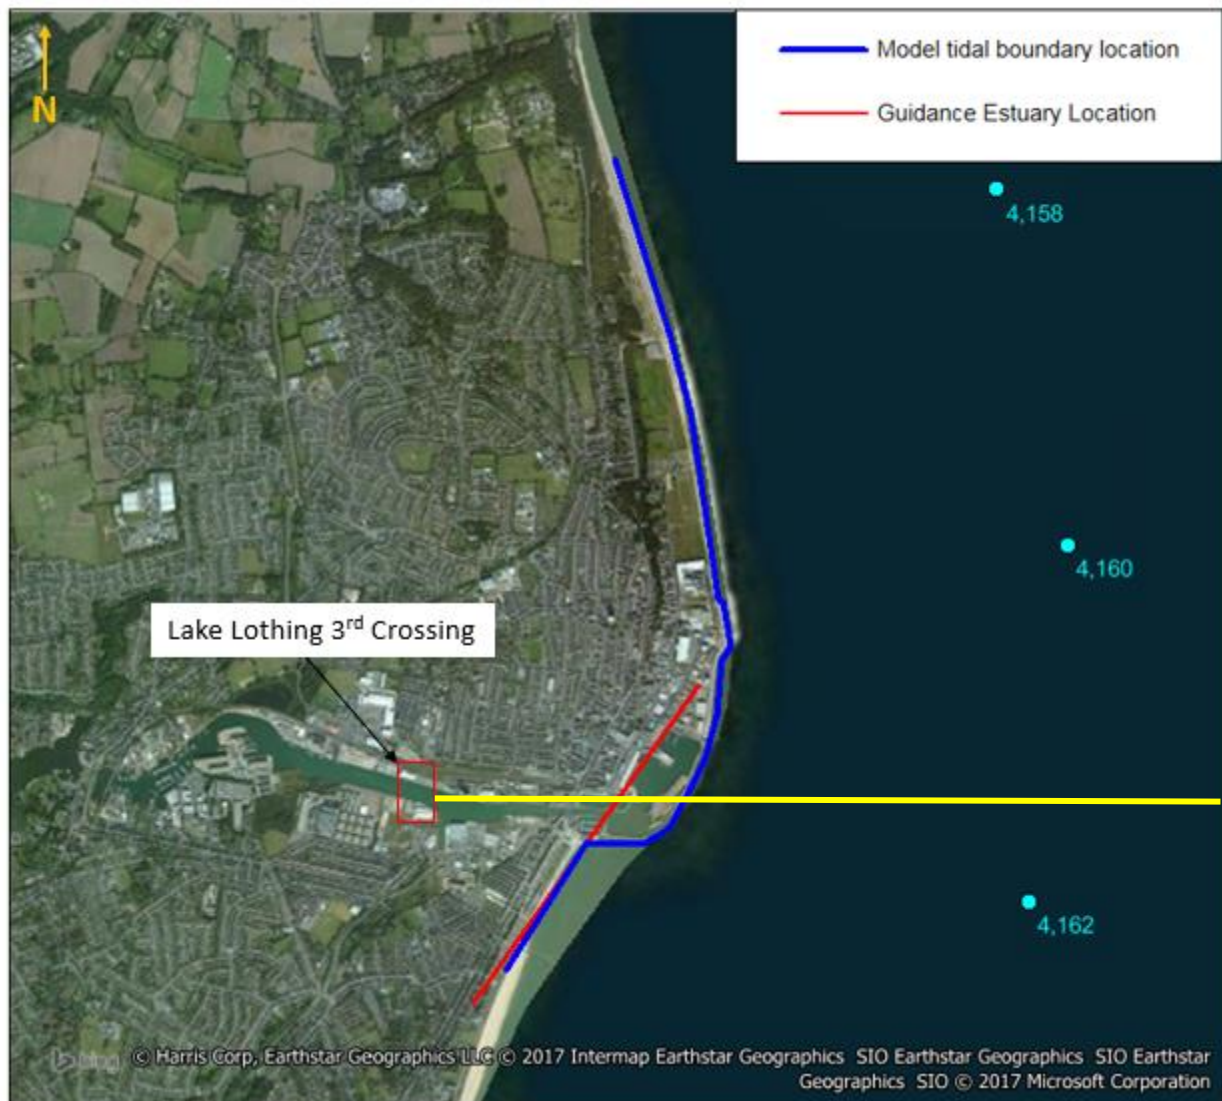 N
Model tidal boundary location
Guidance Estuary Location
4,158
4,160
Lake Lothing 3rd Crossing
4,162
bing © Harris Corp, Earthstar Geographics LLC © 2017 Intermap Earthstar Geographics SIO Earthstar Geographics SIO Earthstar
Geographics SIO © 2017 Microsoft Corporation